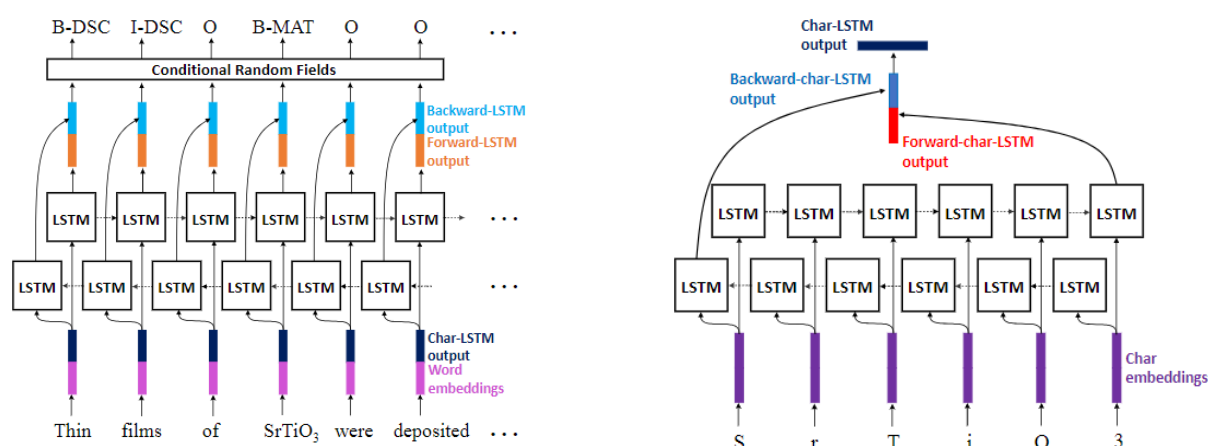 B-DSC I-DSC O B-MAT O O ...
Conditional Random Fields
Backward-LSTM
output
Forward-LSTM
output
LSTM LSTM LSTM LSTM LSTM LSTM ...
LSTM LSTM LSTM LSTM LSTM LSTM ...
Char-LSTM
output
Word
embeddings
Thin films of SrTiO₃ were deposited ...
Char-LSTM
output
Backward-char-LSTM
output
Forward-char-LSTM
output
LSTM LSTM LSTM LSTM LSTM LSTM
LSTM LSTM LSTM LSTM LSTM LSTM
Char
embeddings
S r T i O 3